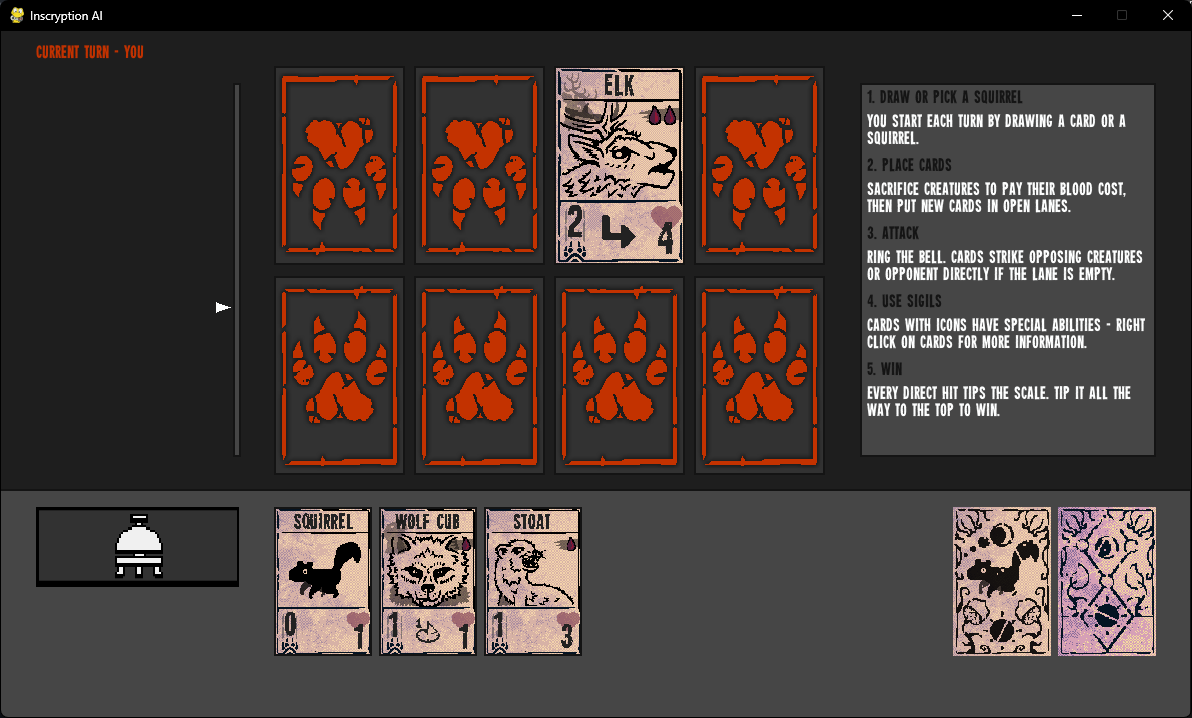 Inscryption AI
CURRENT TURN - YOU
ELK
2
4
1. DRAW OR PICK A SQUIRREL
YOU START EACH TURN BY DRAWING A CARD OR A
SQUIRREL.
2. PLACE CARDS
SACRIFICE CREATURES TO PAY THEIR BLOOD COST,
THEN PUT NEW CARDS IN OPEN LANES.
3. ATTACK
RING THE BELL. CARDS STRIKE OPPOSING CREATURES
OR OPPONENT DIRECTLY IF THE LANE IS EMPTY.
4. USE SIGILS
CARDS WITH ICONS HAVE SPECIAL ABILITIES - RIGHT
CLICK ON CARDS FOR MORE INFORMATION.
5. WIN
EVERY DIRECT HIT TIPS THE SCALE. TIP IT ALL THE
WAY TO THE TOP TO WIN.
SQUIRREL
0
1
WOLF CUB
1
1
STOAT
1
3